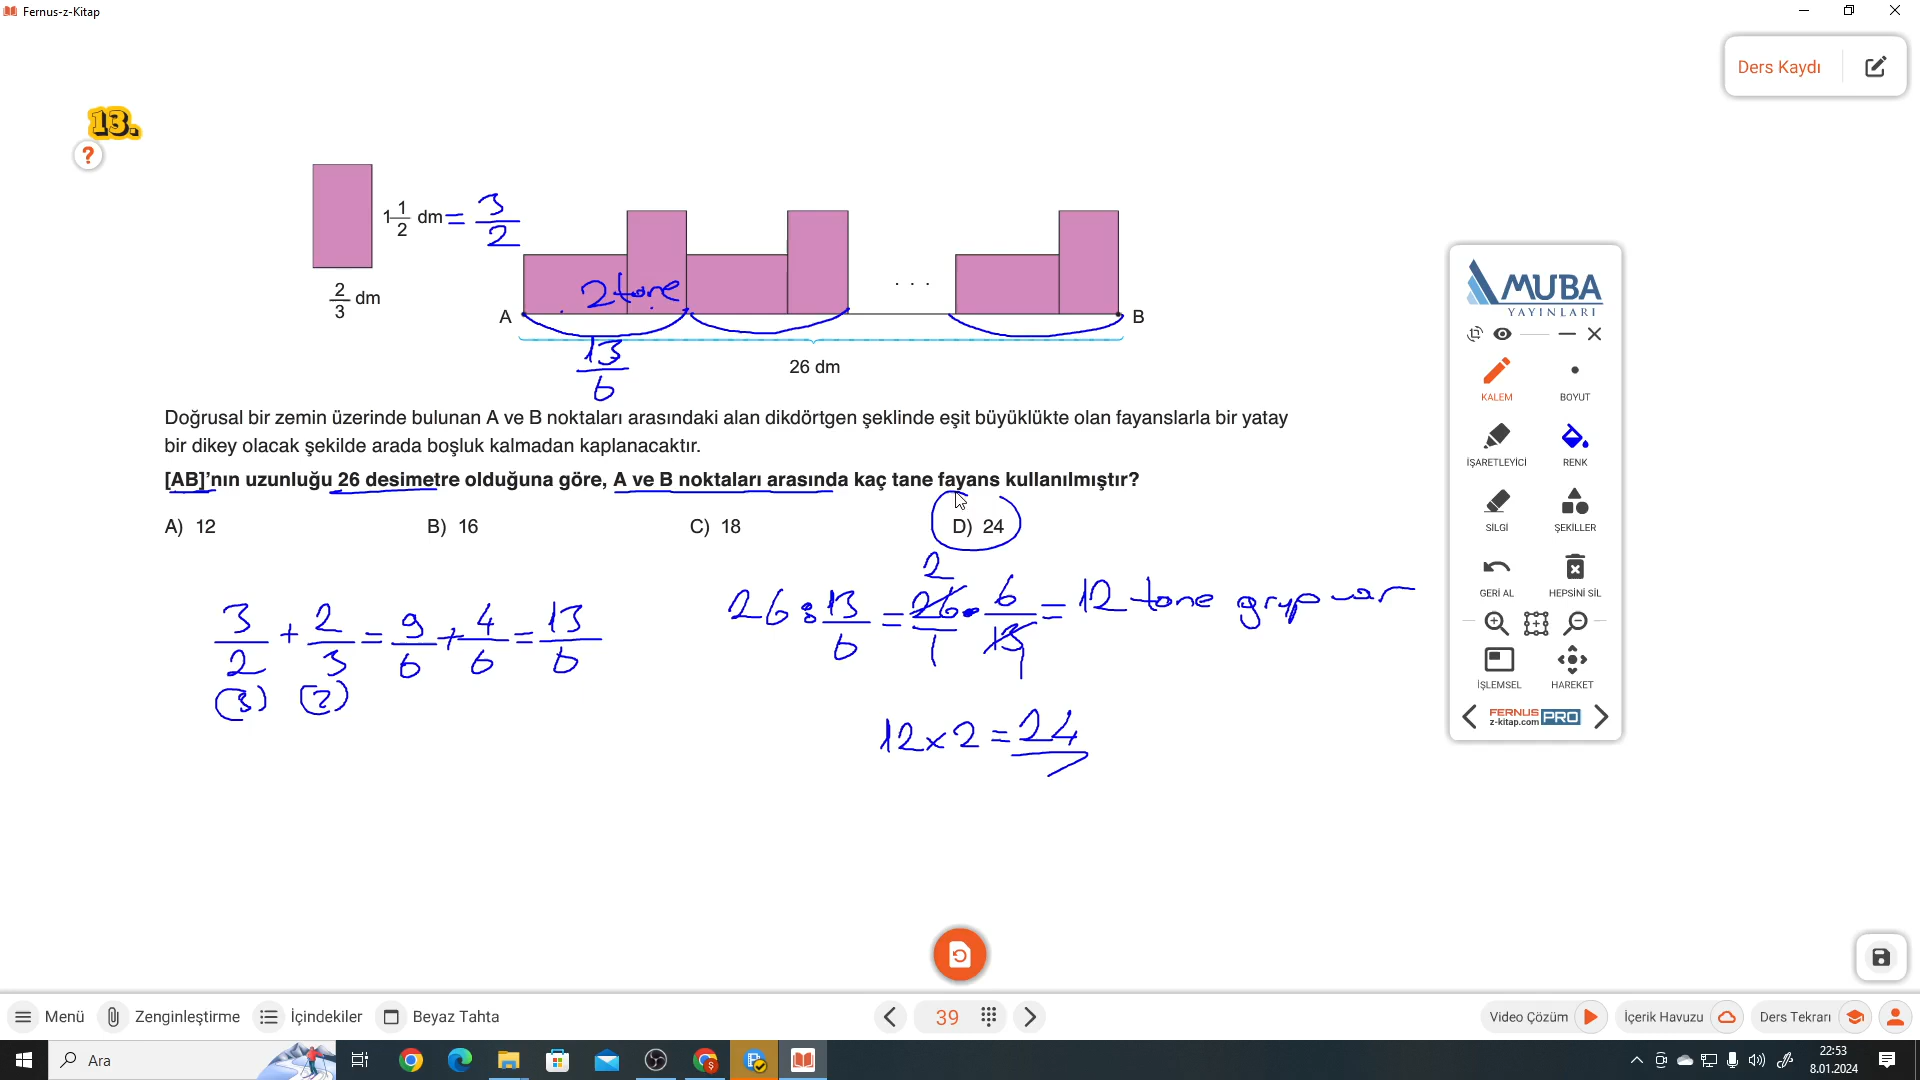 Fernus-z-Kitap
Ders Kaydı
13.
?
1 1/2 dm = 3/2
2/3 dm
2 tane
. . .
A
B
13/6
26 dm
Doğrusal bir zemin üzerinde bulunan A ve B noktaları arasındaki alan dikdörtgen şeklinde eşit büyüklükte olan fayanslarla bir yatay
bir dikey olacak şekilde arada boşluk kalmadan kaplanacaktır.
[AB]'nın uzunluğu 26 desimetre olduğuna göre, A ve B noktaları arasında kaç tane fayans kullanılmıştır?
A) 12 B) 16 C) 18 D) 24
3/2 + 2/3 = 9/6 + 4/6 = 13/6
(3) (2)
2
26 : 13/6 = 26/1 . 6/13 = 12 tane grup var
1
12 x 2 = 24
MUBA
YAYINLARI
KALEM
BOYUT
İŞARETLEYİCİ
RENK
SİLGİ
ŞEKİLLER
GERİ AL
HEPSİNİ SİL
İŞLEMSEL
HAREKET
FERNUS
z-kitap.com PRO
Menü
Zenginleştirme
İçindekiler
Beyaz Tahta
39
Video Çözüm
İçerik Havuzu
Ders Tekrarı
Ara
22:53
8.01.2024